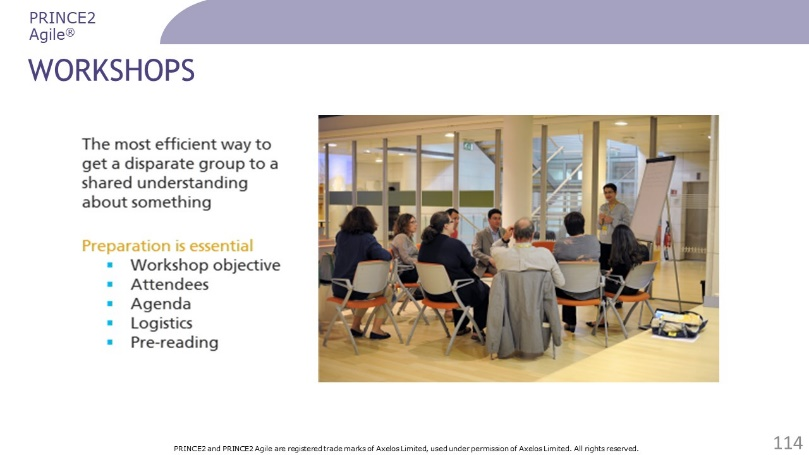 PRINCE2
Agile®
WORKSHOPS
The most efficient way to
get a disparate group to a
shared understanding
about something
Preparation is essential
▪ Workshop objective
▪ Attendees
▪ Agenda
▪ Logistics
▪ Pre-reading
PRINCE2 and PRINCE2 Agile are registered trade marks of Axelos Limited, used under permission of Axelos Limited. All rights reserved.
114